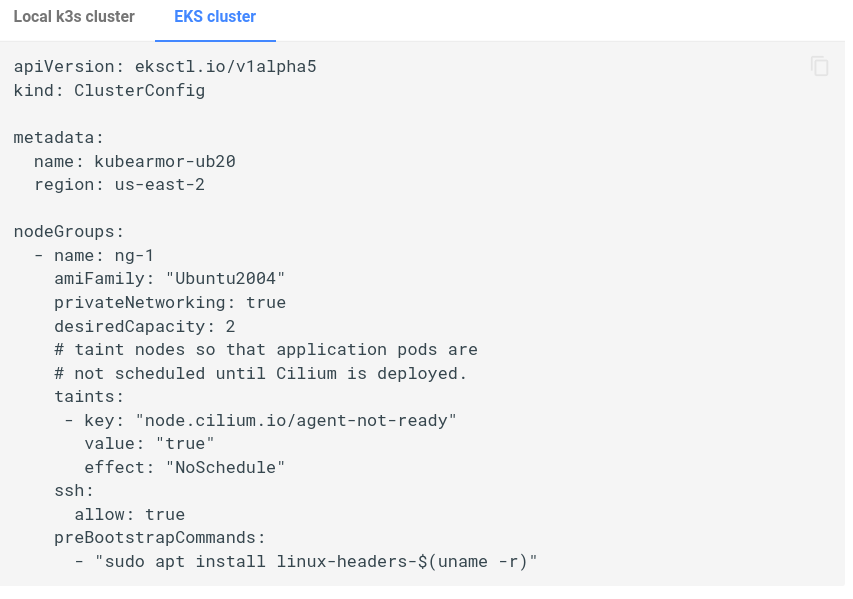 Local k3s cluster EKS cluster
apiVersion: eksctl.io/v1alpha5
kind: ClusterConfig
metadata:
  name: kubearmor-ub20
  region: us-east-2
nodeGroups:
  - name: ng-1
    amiFamily: "Ubuntu2004"
    privateNetworking: true
    desiredCapacity: 2
    # taint nodes so that application pods are
    # not scheduled until Cilium is deployed.
    taints:
     - key: "node.cilium.io/agent-not-ready"
       value: "true"
       effect: "NoSchedule"
    ssh:
      allow: true
    preBootstrapCommands:
      - "sudo apt install linux-headers-$(uname -r)"